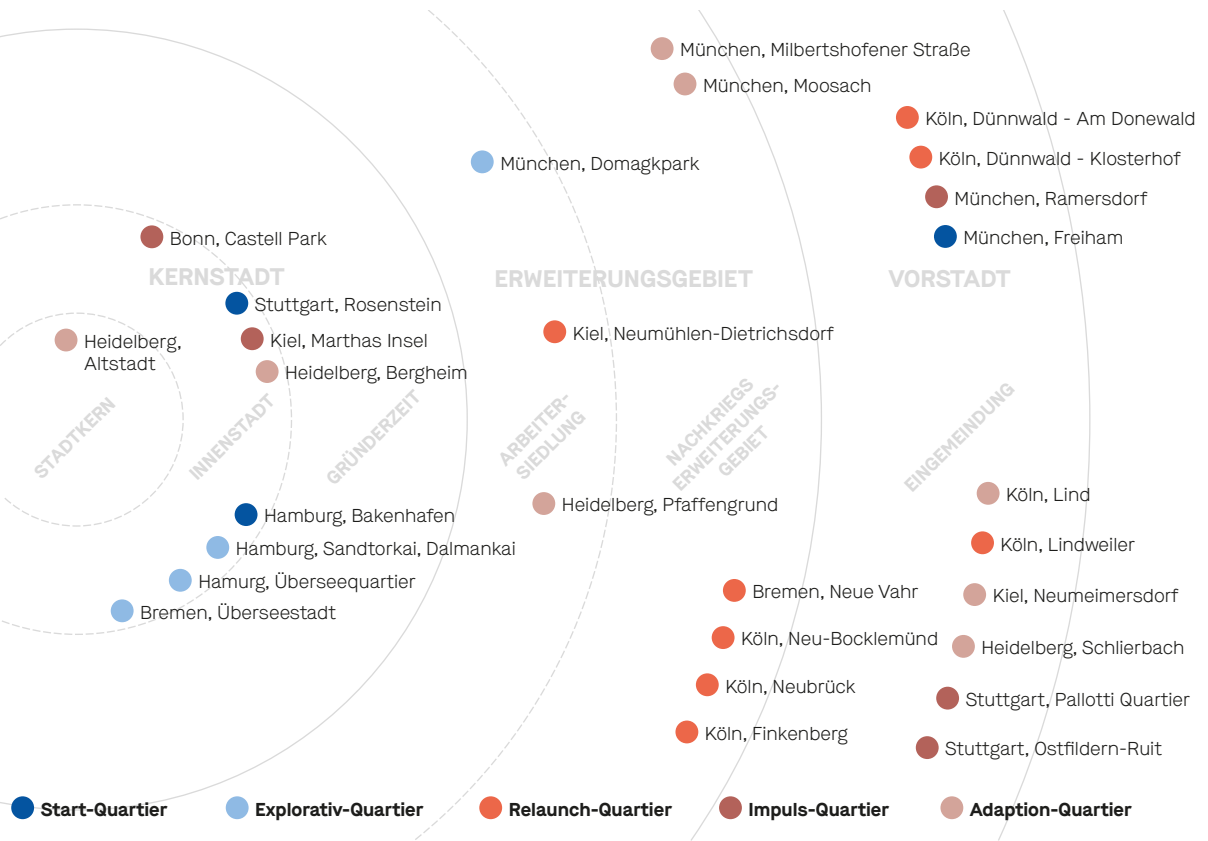 München, Milbertshofener Straße
München, Moosach
Köln, Dünnwald - Am Donewald
Köln, Dünnwald - Klosterhof
München, Domagkpark
München, Ramersdorf
Bonn, Castell Park
München, Freiham
KERNSTADT
ERWEITERUNGSGEBIET
VORSTADT
Stuttgart, Rosenstein
Kiel, Neumühlen-Dietrichsdorf
Kiel, Marthas Insel
Heidelberg,
Altstadt
Heidelberg, Bergheim
STADTKERN
INNENSTADT
GRÜNDERZEIT
ARBEITER-
SIEDLUNG
NACHKRIEGS
ERWEITERUNGS-
GEBIET
EINGEMEINDUNG
Köln, Lind
Heidelberg, Pfaffengrund
Hamburg, Bakenhafen
Köln, Lindweiler
Hamburg, Sandtorkai, Dalmankai
Hamurg, Überseequartier
Bremen, Neue Vahr
Kiel, Neumeimersdorf
Bremen, Überseestadt
Köln, Neu-Bocklemünd
Heidelberg, Schlierbach
Köln, Neubrück
Stuttgart, Pallotti Quartier
Köln, Finkenberg
Stuttgart, Ostfildern-Ruit
Start-Quartier
Explorativ-Quartier
Relaunch-Quartier
Impuls-Quartier
Adaption-Quartier